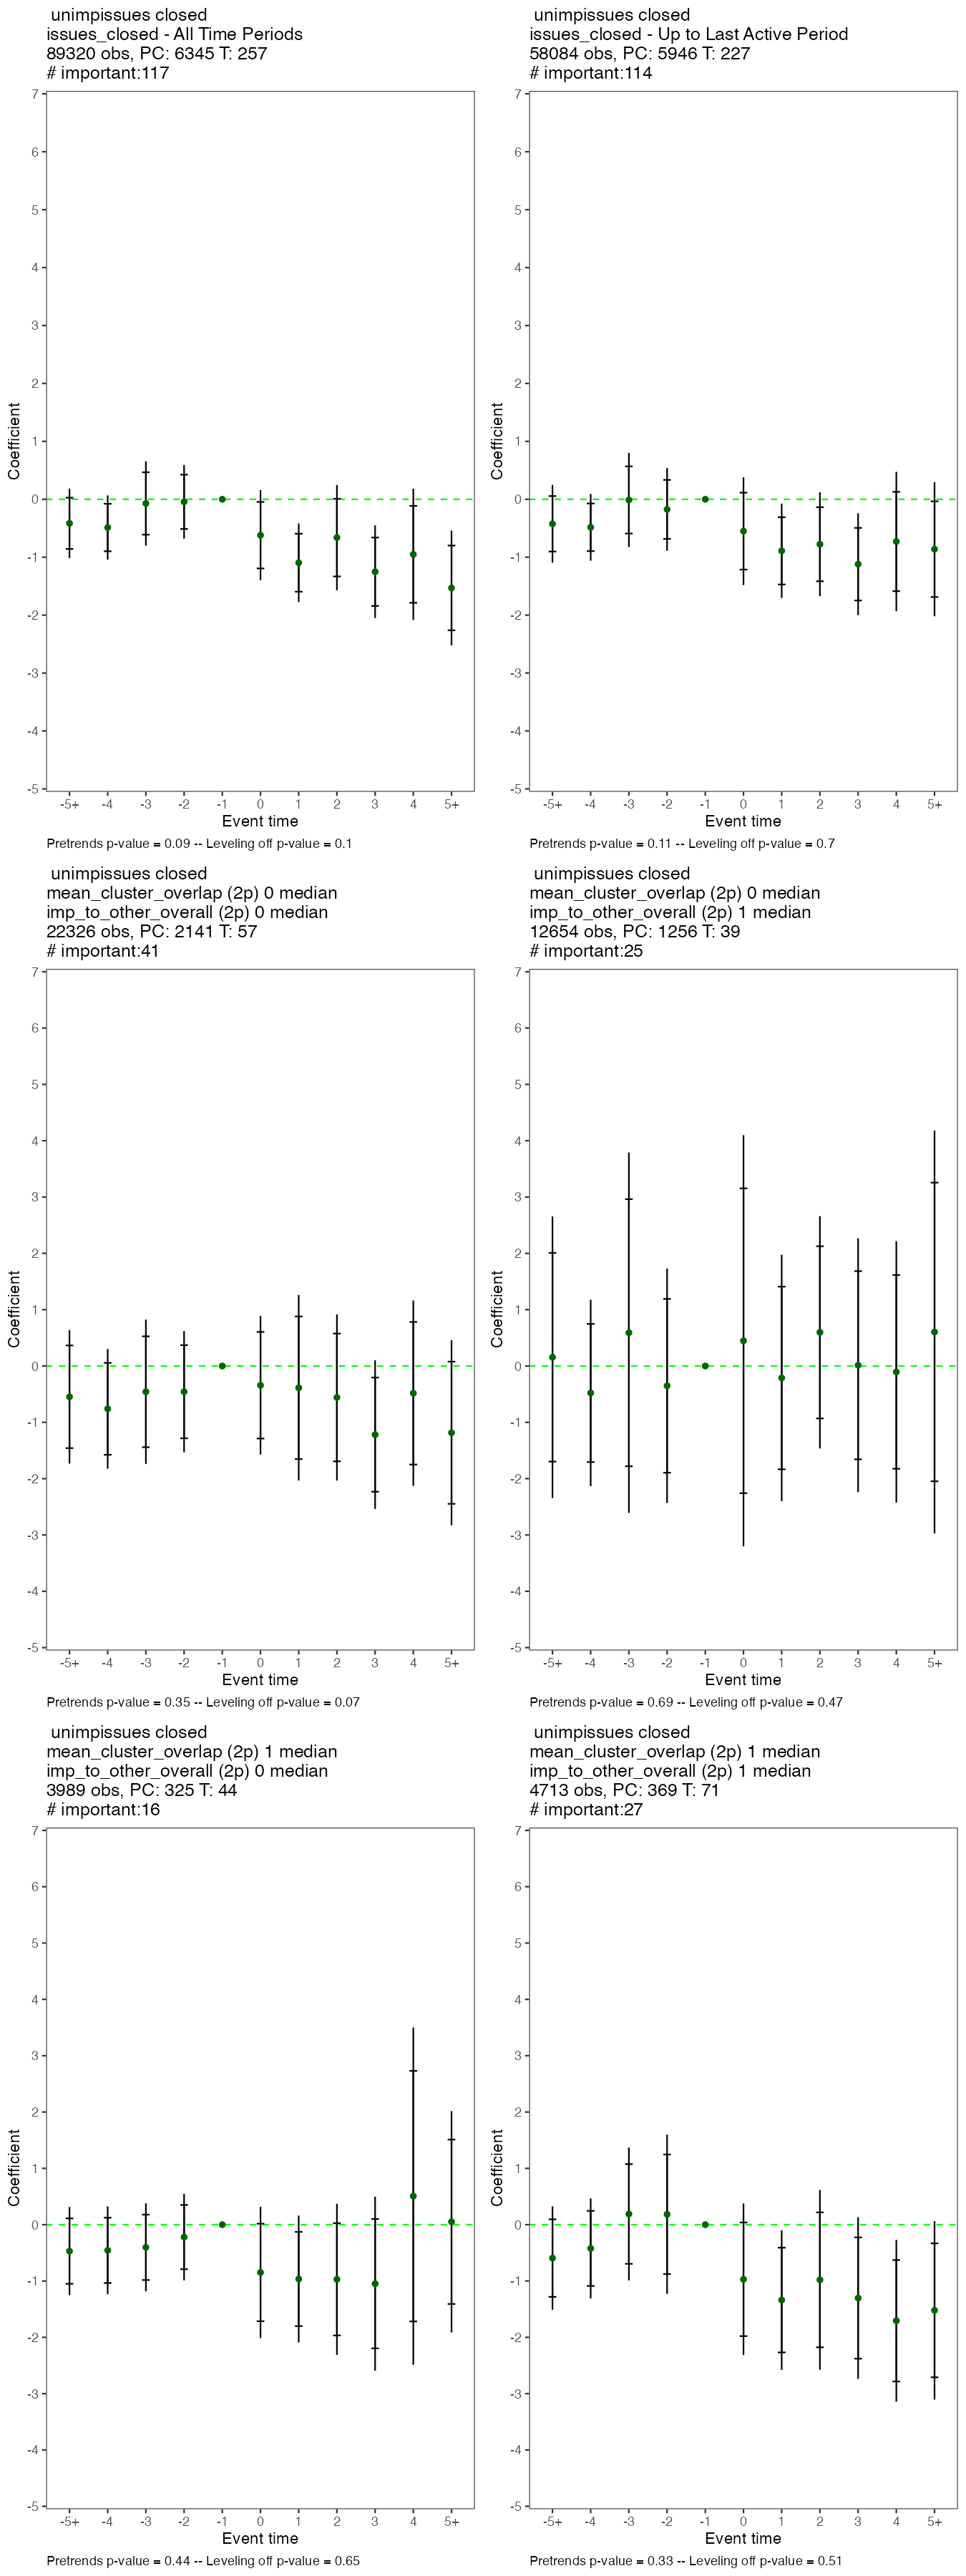 unimpissues closed
issues_closed - All Time Periods
89320 obs, PC: 6345 T: 257
# important:117
7
6
5
4
3
2
1
0
-1
-2
-3
-4
-5
Coefficient
-5+ -4 -3 -2 -1 0 1 2 3 4 5+
Event time
Pretrends p-value = 0.09 -- Leveling off p-value = 0.1
unimpissues closed
issues_closed - Up to Last Active Period
58084 obs, PC: 5946 T: 227
# important:114
7
6
5
4
3
2
1
0
-1
-2
-3
-4
-5
Coefficient
-5+ -4 -3 -2 -1 0 1 2 3 4 5+
Event time
Pretrends p-value = 0.11 -- Leveling off p-value = 0.7
unimpissues closed
mean_cluster_overlap (2p) 0 median
imp_to_other_overall (2p) 0 median
22326 obs, PC: 2141 T: 57
# important:41
7
6
5
4
3
2
1
0
-1
-2
-3
-4
-5
Coefficient
-5+ -4 -3 -2 -1 0 1 2 3 4 5+
Event time
Pretrends p-value = 0.35 -- Leveling off p-value = 0.07
unimpissues closed
mean_cluster_overlap (2p) 0 median
imp_to_other_overall (2p) 1 median
12654 obs, PC: 1256 T: 39
# important:25
7
6
5
4
3
2
1
0
-1
-2
-3
-4
-5
Coefficient
-5+ -4 -3 -2 -1 0 1 2 3 4 5+
Event time
Pretrends p-value = 0.69 -- Leveling off p-value = 0.47
unimpissues closed
mean_cluster_overlap (2p) 1 median
imp_to_other_overall (2p) 0 median
3989 obs, PC: 325 T: 44
# important:16
7
6
5
4
3
2
1
0
-1
-2
-3
-4
-5
Coefficient
-5+ -4 -3 -2 -1 0 1 2 3 4 5+
Event time
Pretrends p-value = 0.44 -- Leveling off p-value = 0.65
unimpissues closed
mean_cluster_overlap (2p) 1 median
imp_to_other_overall (2p) 1 median
4713 obs, PC: 369 T: 71
# important:27
7
6
5
4
3
2
1
0
-1
-2
-3
-4
-5
Coefficient
-5+ -4 -3 -2 -1 0 1 2 3 4 5+
Event time
Pretrends p-value = 0.33 -- Leveling off p-value = 0.51